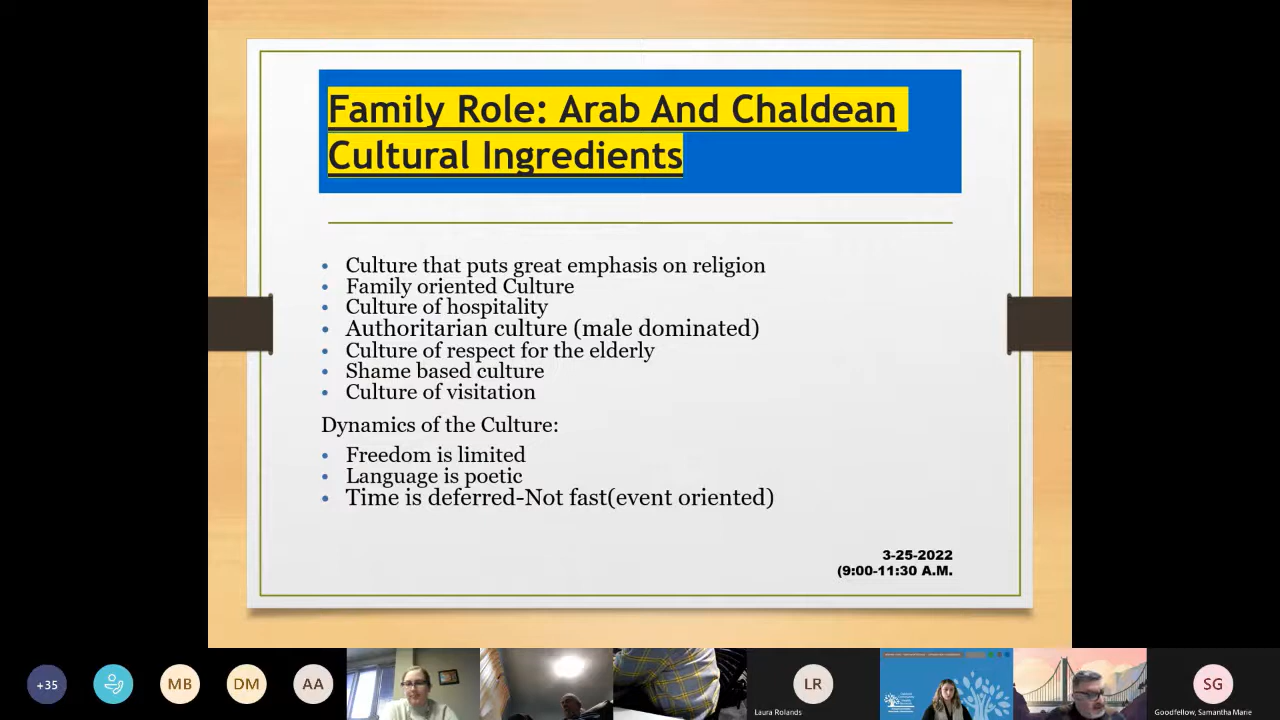 Family Role: Arab And Chaldean
Cultural Ingredients
• Culture that puts great emphasis on religion
• Family oriented Culture
• Culture of hospitality
• Authoritarian culture (male dominated)
• Culture of respect for the elderly
• Shame based culture
• Culture of visitation
Dynamics of the Culture:
• Freedom is limited
• Language is poetic
• Time is deferred-Not fast(event oriented)
3-25-2022
(9:00-11:30 A.M.
+35
MB
DM
AA
LR
Laura Rolands
SG
Goodfellow, Samantha Marie